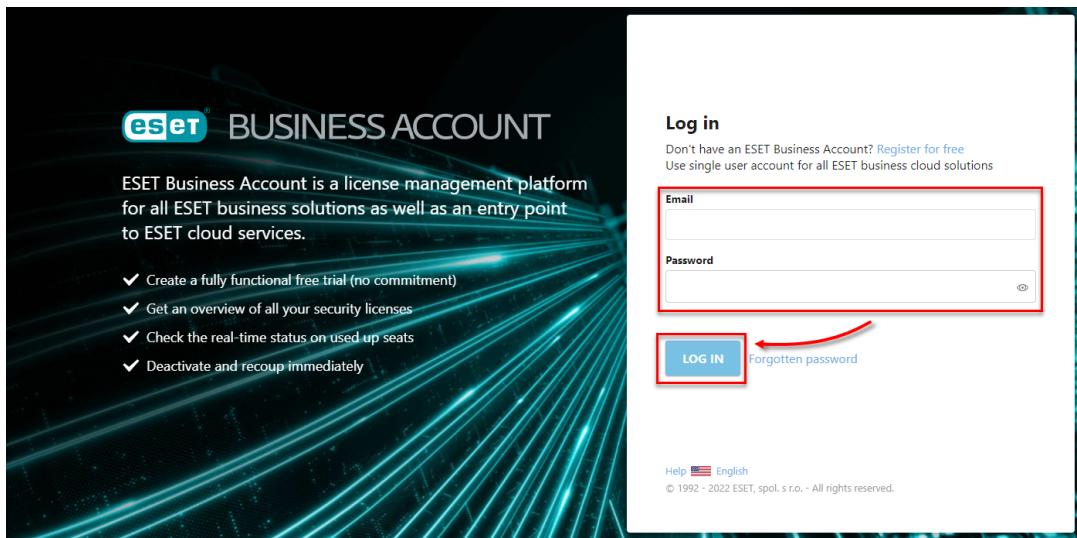 eset® BUSINESS ACCOUNT
ESET Business Account is a license management platform
for all ESET business solutions as well as an entry point
to ESET cloud services.
Create a fully functional free trial (no commitment)
Get an overview of all your security licenses
Check the real-time status on used up seats
Deactivate and recoup immediately
Log in
Don't have an ESET Business Account? Register for free
Use single user account for all ESET business cloud solutions
Email
Password
LOG IN Forgotten password
Help English
© 1992 - 2022 ESET, spol. s r.o. - All rights reserved.